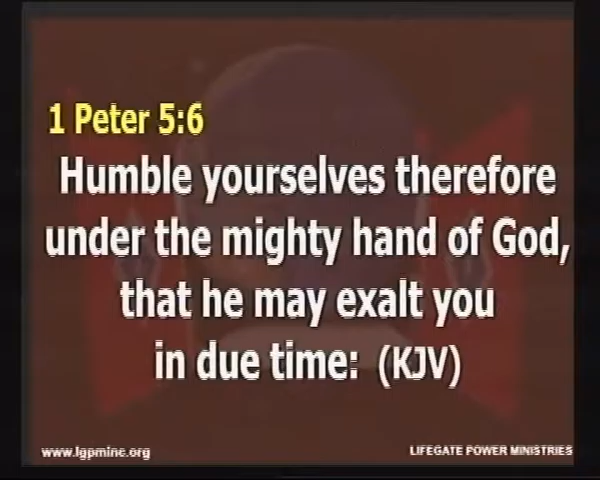 1 Peter 5:6
Humble yourselves therefore
under the mighty hand of God,
that he may exalt you
in due time: (KJV)
www.lgpminc.org LIFEGATE POWER MINISTRIES